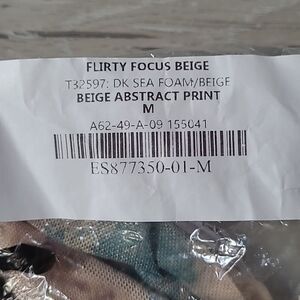 FLIRTY FOCUS BEIGE
T32597: DK SEA FOAM/BEIGE
BEIGE ABSTRACT PRINT
M
A62-49-A-09 155041
ES877350-01-M